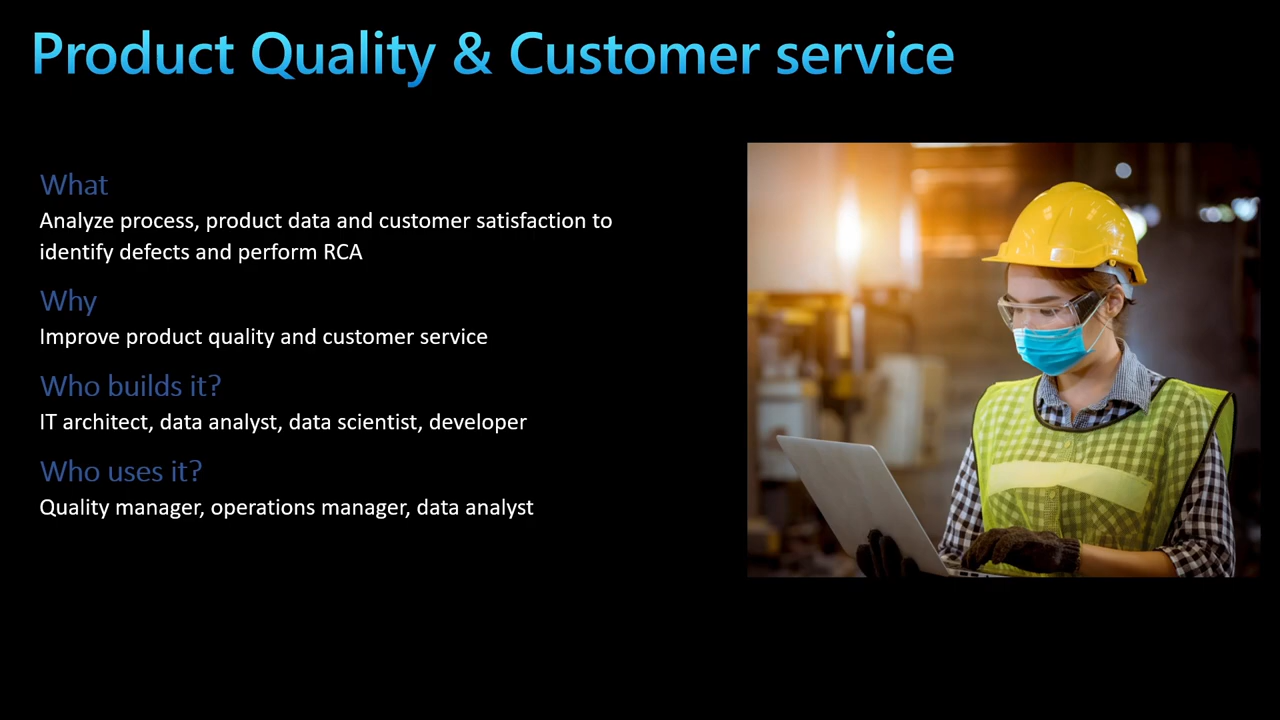 Product Quality & Customer service
What
Analyze process, product data and customer satisfaction to
identify defects and perform RCA
Why
Improve product quality and customer service
Who builds it?
IT architect, data analyst, data scientist, developer
Who uses it?
Quality manager, operations manager, data analyst